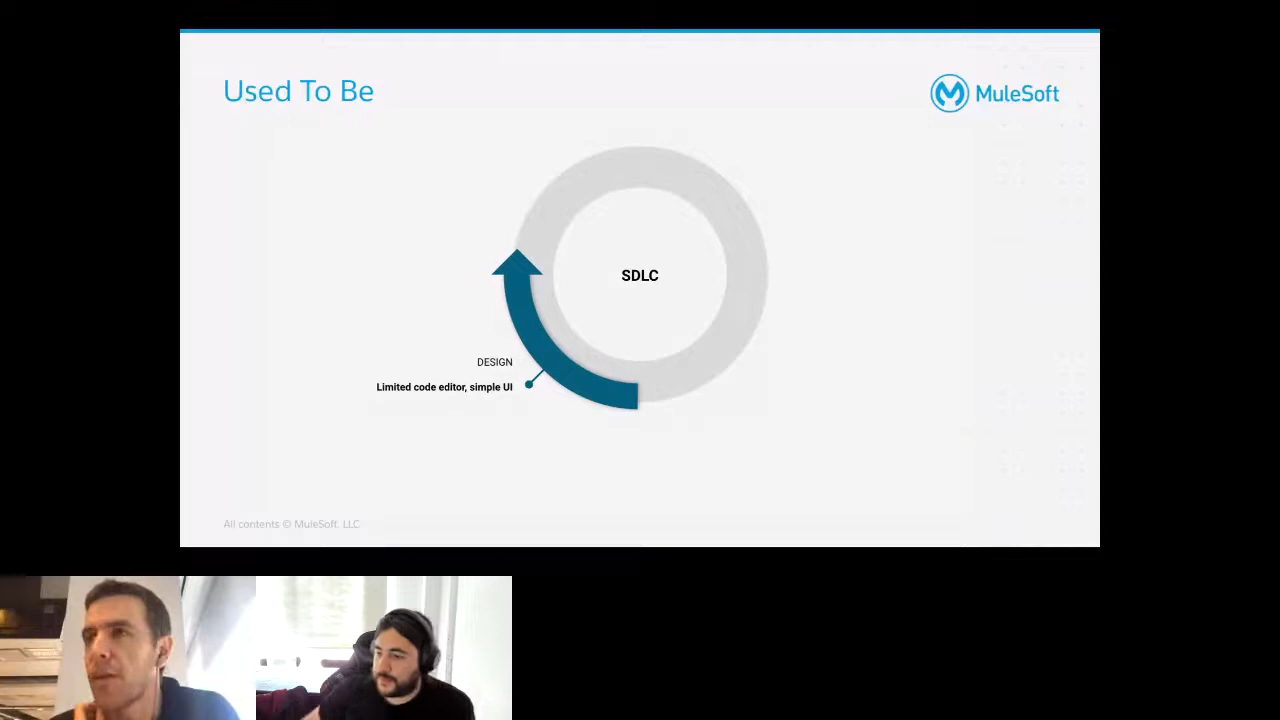 Used To Be
MuleSoft
SDLC
DESIGN
Limited code editor, simple UI
All contents © MuleSoft, LLC